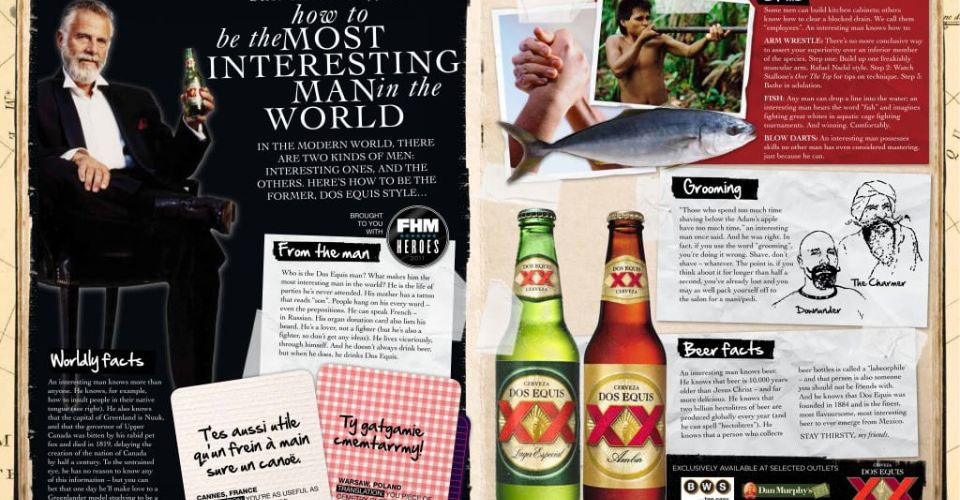 how to
be the MOST
INTERESTING
MAN in the
WORLD
IN THE MODERN WORLD, THERE
ARE TWO KINDS OF MEN:
INTERESTING ONES, AND THE
OTHERS. HERE'S HOW TO BE THE
FORMER, DOS EQUIS STYLE…
BROUGHT
TO YOU
WITH
FHM
HEROES
2011
From the man
Who is the Dos Equis man? What makes him the
most interesting man in the world? He is the life of
parties he's never attended. His mother has a tattoo
that reads "son". People hang on his every word –
even the prepositions. He can speak French –
in Russian. His organ donation card also lists his
beard. He's a lover, not a fighter (but he's also a
fighter, so don't get any ideas). He lives vicariously,
through himself. And he doesn't always drink beer,
but when he does, he drinks Dos Equis.
Worldly facts
An interesting man knows more than
anyone. He knows, for example,
how to insult people in their native
tongue (see right). He also knows
that the capital of Greenland is Nuuk,
and that the governor of Upper
Canada was bitten by his rabid pet
fox and died in 1819, delaying the
creation of the nation of Canada
by half a century. To the untrained
eye, he has no reason to know any
of this information – but you can
bet that one day he'll make love to a
Greenlander model studying to be a
T'es aussi utile
qu'un frein à main
sure un canoë.
CANNES, FRANCE
YOU'RE AS USEFUL AS
Ty gatgamie
cmentarrmy!
WARSAW, POLAND
TRANSLATION: YOU PIECE OF
Some men can build kitchen cabinets; others
know how to clear a blocked drain. We call them
"employees". An interesting man knows how to
ARM WRESTLE: There's no more conclusive way
to assert your superiority over an inferior member
of the species. Step one: Build up one freakishly
muscular arm, Rafael Nadal style. Step 2: Watch
Stallone's Over The Top for tips on technique. Step 3:
Bathe in adulation.
FISH: Any man can drop a line into the water; an
interesting man hears the word "fish" and imagines
fighting great whites in aquatic cage fighting
tournaments. And winning. Comfortably.
BLOW DARTS: An interesting man possesses
skills no other man has even considered mastering,
just because he can.
Grooming
"Those who spend too much time
shaving below the Adam's apple
have too much time," an interesting
man once said. And he was right. In
fact, if you use the word "grooming",
you're doing it wrong. Shave, don't
shave – whatever. The point is, if you
think about it for longer than half a
second, you've already lost and you
may as well pack yourself off to
the salon for a mani/pedi.
The Charmer
Downunder
Beer facts
An interesting man knows beer.
He knows that beer is 10,000 years
older than Jesus Christ – and far
more delicious. He knows that
two billion hectolitres of beer are
produced globally every year (and
he can spell "hectolitres"). He
knows that a person who collects
beer bottles is called a "labeorphile"
– and that person is also someone
you should not be friends with.
And he knows that Dos Equis was
founded in 1884 and is the finest,
most flavoursome, most interesting
beer to ever emerge from Mexico.
STAY THIRSTY, my friends.
DOS EQUIS
XX
CERVEZA
CERVEZA
DOS EQUIS
XX
Lager Especial
DOS EQUIS
XX
CERVEZA
CERVEZA
DOS EQUIS
XX
Ambar
EXCLUSIVELY AVAILABLE AT SELECTED OUTLETS
BWS
Dan Murphy's
CERVEZA
DOS EQUIS
XX